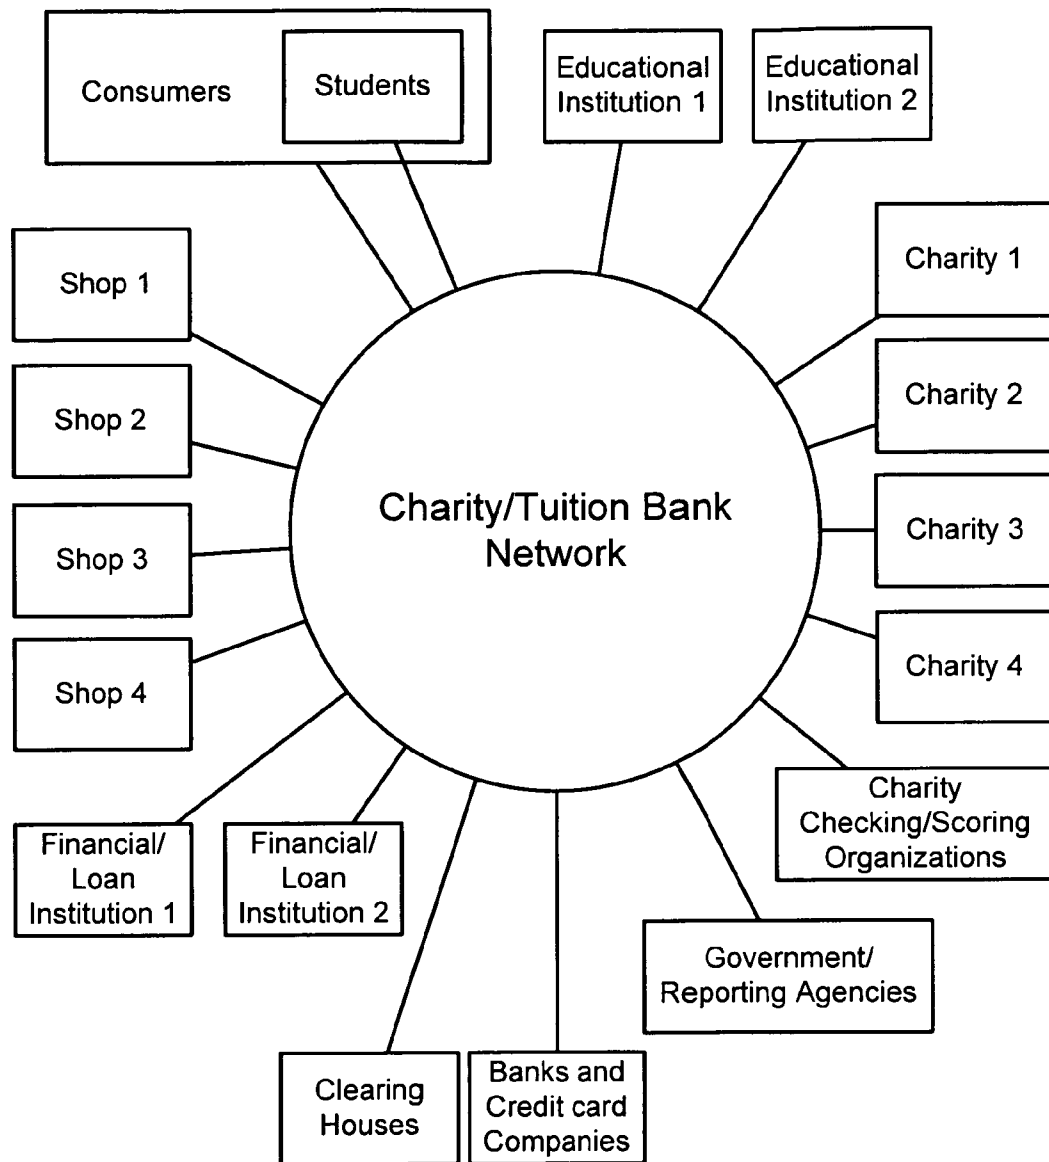 Consumers
Students
Educational
Institution 1
Educational
Institution 2
Shop 1
Charity 1
Shop 2
Charity 2
Charity/Tuition Bank
Network
Shop 3
Charity 3
Shop 4
Charity 4
Financial/
Loan
Institution 1
Financial/
Loan
Institution 2
Charity
Checking/Scoring
Organizations
Government/
Reporting Agencies
Clearing
Houses
Banks and
Credit card
Companies